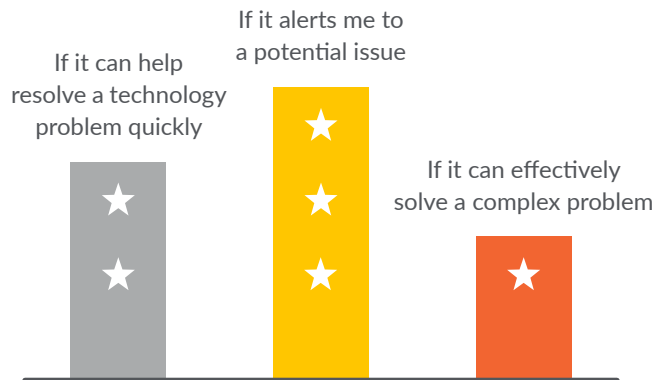 If it can help
resolve a technology
problem quickly
If it alerts me to
a potential issue
If it can effectively
solve a complex problem